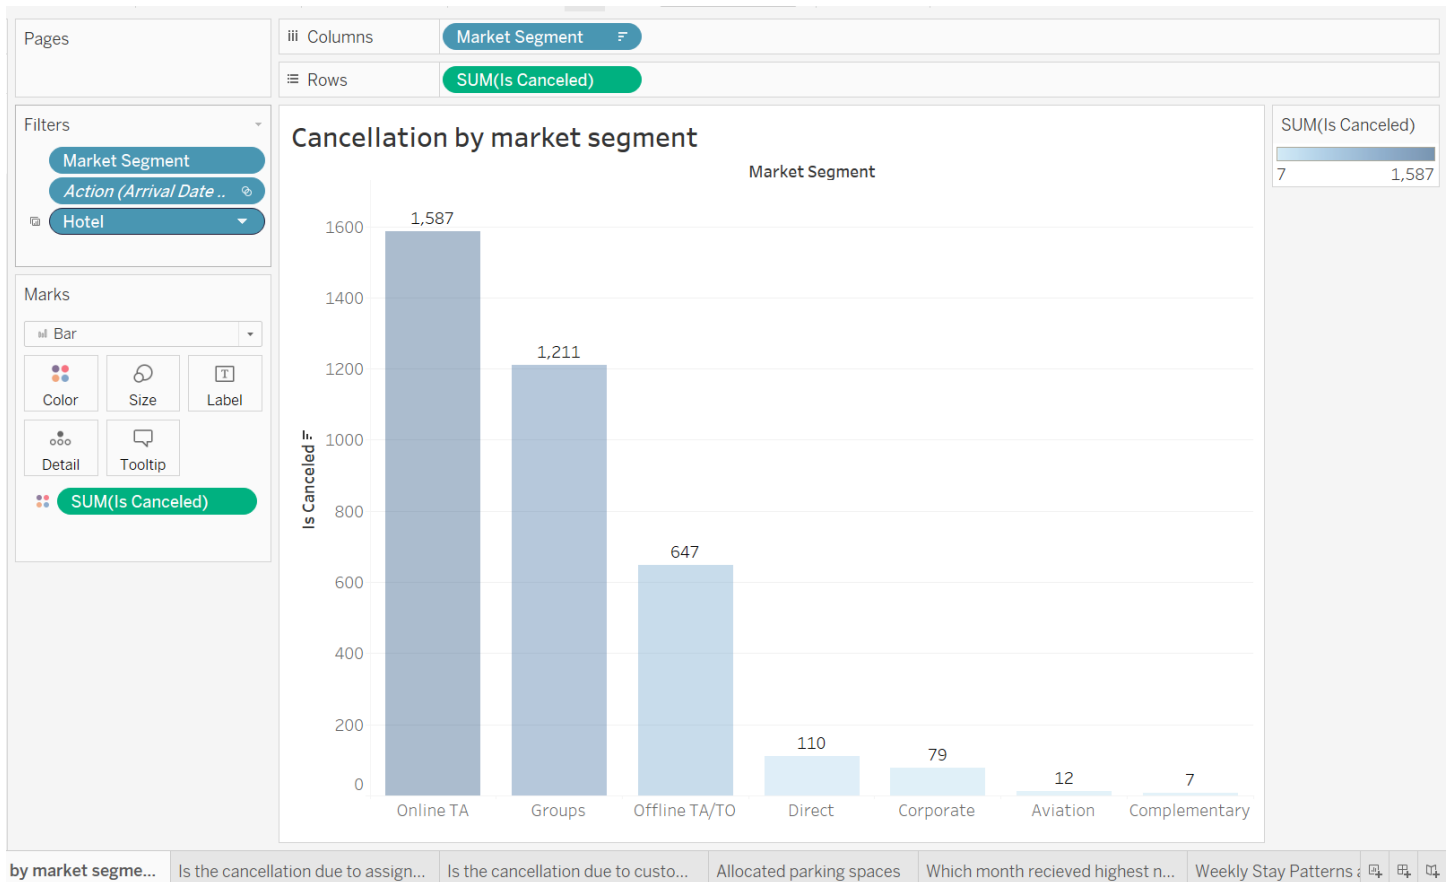 Pages
iii Columns
Market Segment
Rows
SUM(Is Canceled)
Filters
Market Segment
Action (Arrival Date ..
Hotel
Marks
Bar
Color
Size
Label
Detail
Tooltip
SUM(Is Canceled)
Cancellation by market segment
Market Segment
Is Canceled
1600
1400
1200
1000
800
600
400
200
0
1,587
1,211
647
110
79
12
7
Online TA
Groups
Offline TA/TO
Direct
Corporate
Aviation
Complementary
SUM(Is Canceled)
7 1,587
by market segme...
Is the cancellation due to assign...
Is the cancellation due to custo...
Allocated parking spaces
Which month recieved highest n...
Weekly Stay Patterns a